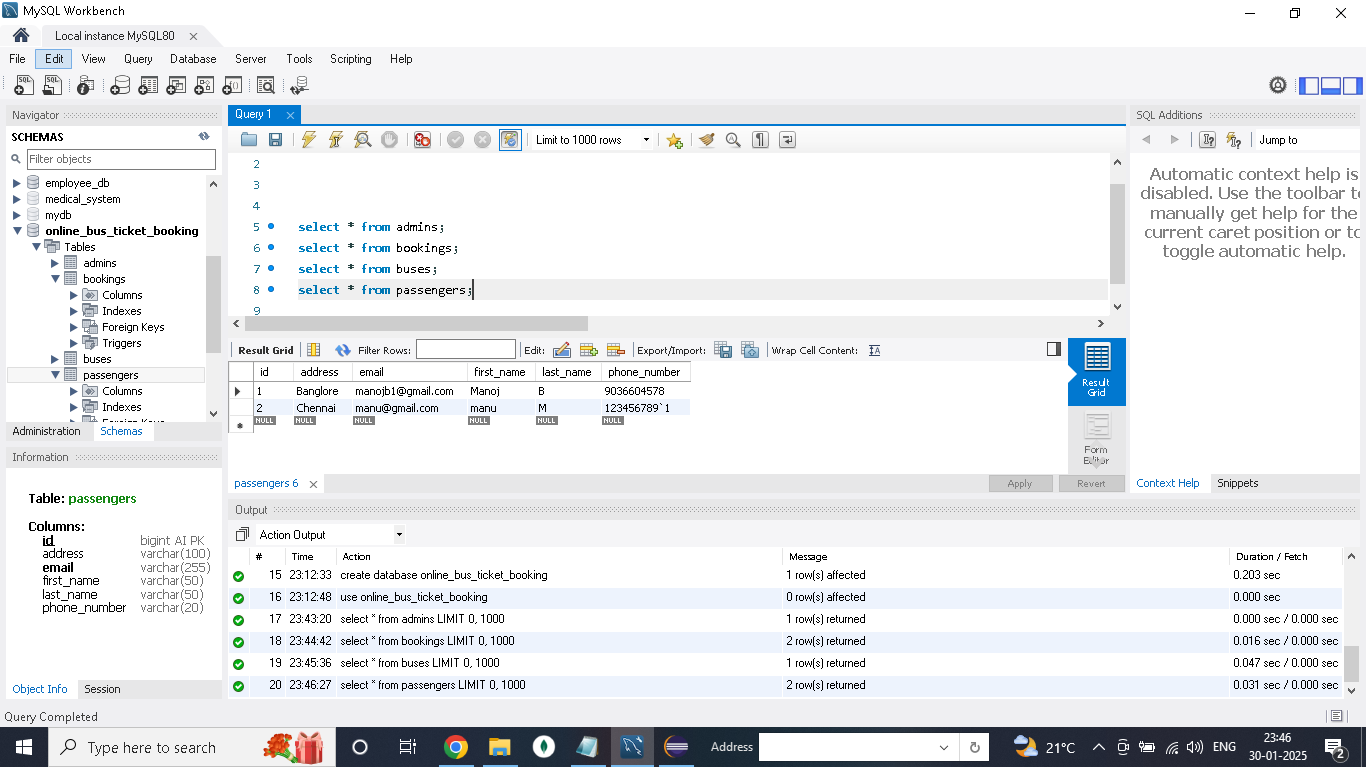 MySQL Workbench
Local instance MySQL80
File Edit View Query Database Server Tools Scripting Help
Navigator
SCHEMAS
Filter objects
employee_db
medical_system
mydb
online_bus_ticket_booking
Tables
admins
bookings
Columns
Indexes
Foreign Keys
Triggers
buses
passengers
Columns
Indexes
Administration Schemas
Information
Table: passengers
Columns:
id bigint AI PK
address varchar(100)
email varchar(255)
first_name varchar(50)
last_name varchar(50)
phone_number varchar(20)
Object Info Session
Query 1
Limit to 1000 rows
2
3
4
5 select * from admins;
6 select * from bookings;
7 select * from buses;
8 select * from passengers;
9
Result Grid Filter Rows: Edit: Export/Import: Wrap Cell Content:
id address email first_name last_name phone_number
1 Banglore manojb1@gmail.com Manoj B 9036604578
2 Chennai manu@gmail.com manu M 123456789`1
NULL NULL NULL NULL NULL NULL
Result Grid
Form Editor
passengers 6 Apply Revert
SQL Additions
Jump to
Automatic context help is
disabled. Use the toolbar to
manually get help for the
current caret position or to
toggle automatic help.
Context Help Snippets
Output
Action Output
# Time Action Message Duration / Fetch
15 23:12:33 create database online_bus_ticket_booking 1 row(s) affected 0.203 sec
16 23:12:48 use online_bus_ticket_booking 0 row(s) affected 0.000 sec
17 23:43:20 select * from admins LIMIT 0, 1000 1 row(s) returned 0.000 sec / 0.000 sec
18 23:44:42 select * from bookings LIMIT 0, 1000 2 row(s) returned 0.016 sec / 0.000 sec
19 23:45:36 select * from buses LIMIT 0, 1000 1 row(s) returned 0.047 sec / 0.000 sec
20 23:46:27 select * from passengers LIMIT 0, 1000 2 row(s) returned 0.031 sec / 0.000 sec
Query Completed
Type here to search
Address
21°C
ENG
23:46
30-01-2025
2